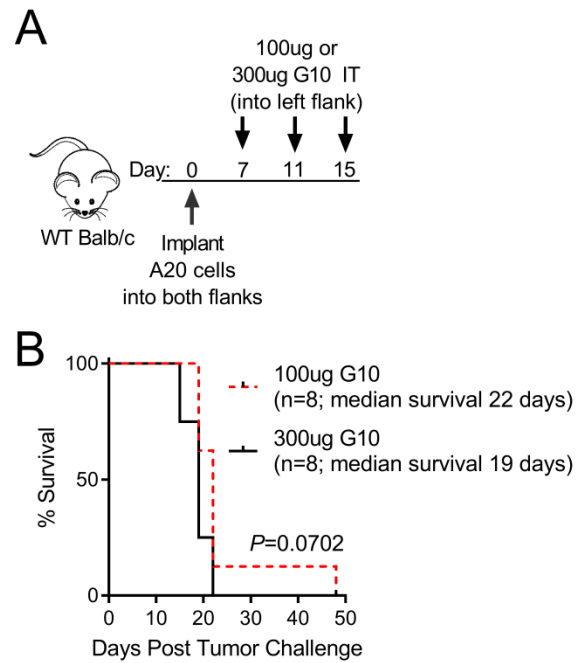 A
100ug or
300ug G10 IT
(into left flank)
Day: 0 7 11 15
WT Balb/c
Implant
A20 cells
into both flanks
B
100
50
0
% Survival
100ug G10
(n=8; median survival 22 days)
300ug G10
(n=8; median survival 19 days)
P=0.0702
0 10 20 30 40 50
Days Post Tumor Challenge